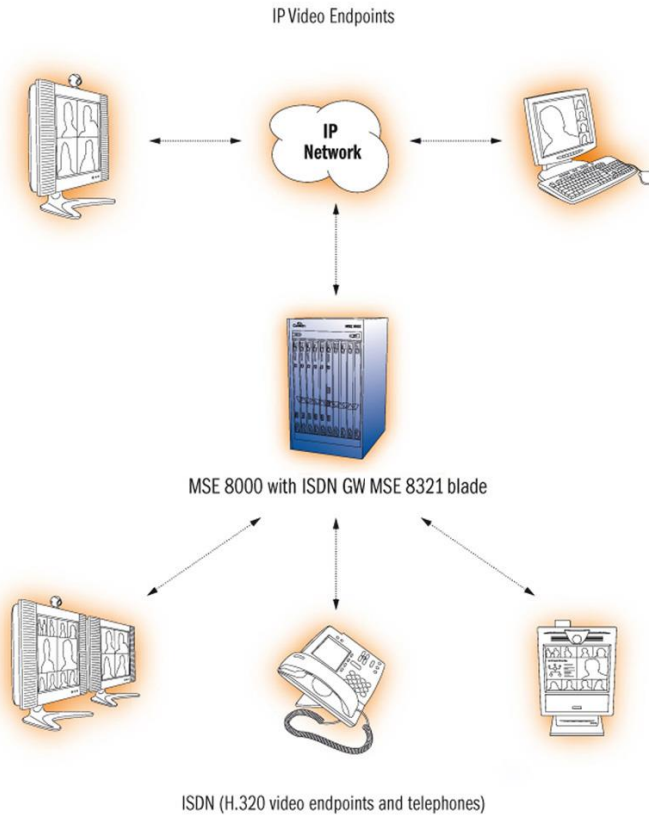 IP Video Endpoints
IP
Network
MSE 8000 with ISDN GW MSE 8321 blade
ISDN (H.320 video endpoints and telephones)